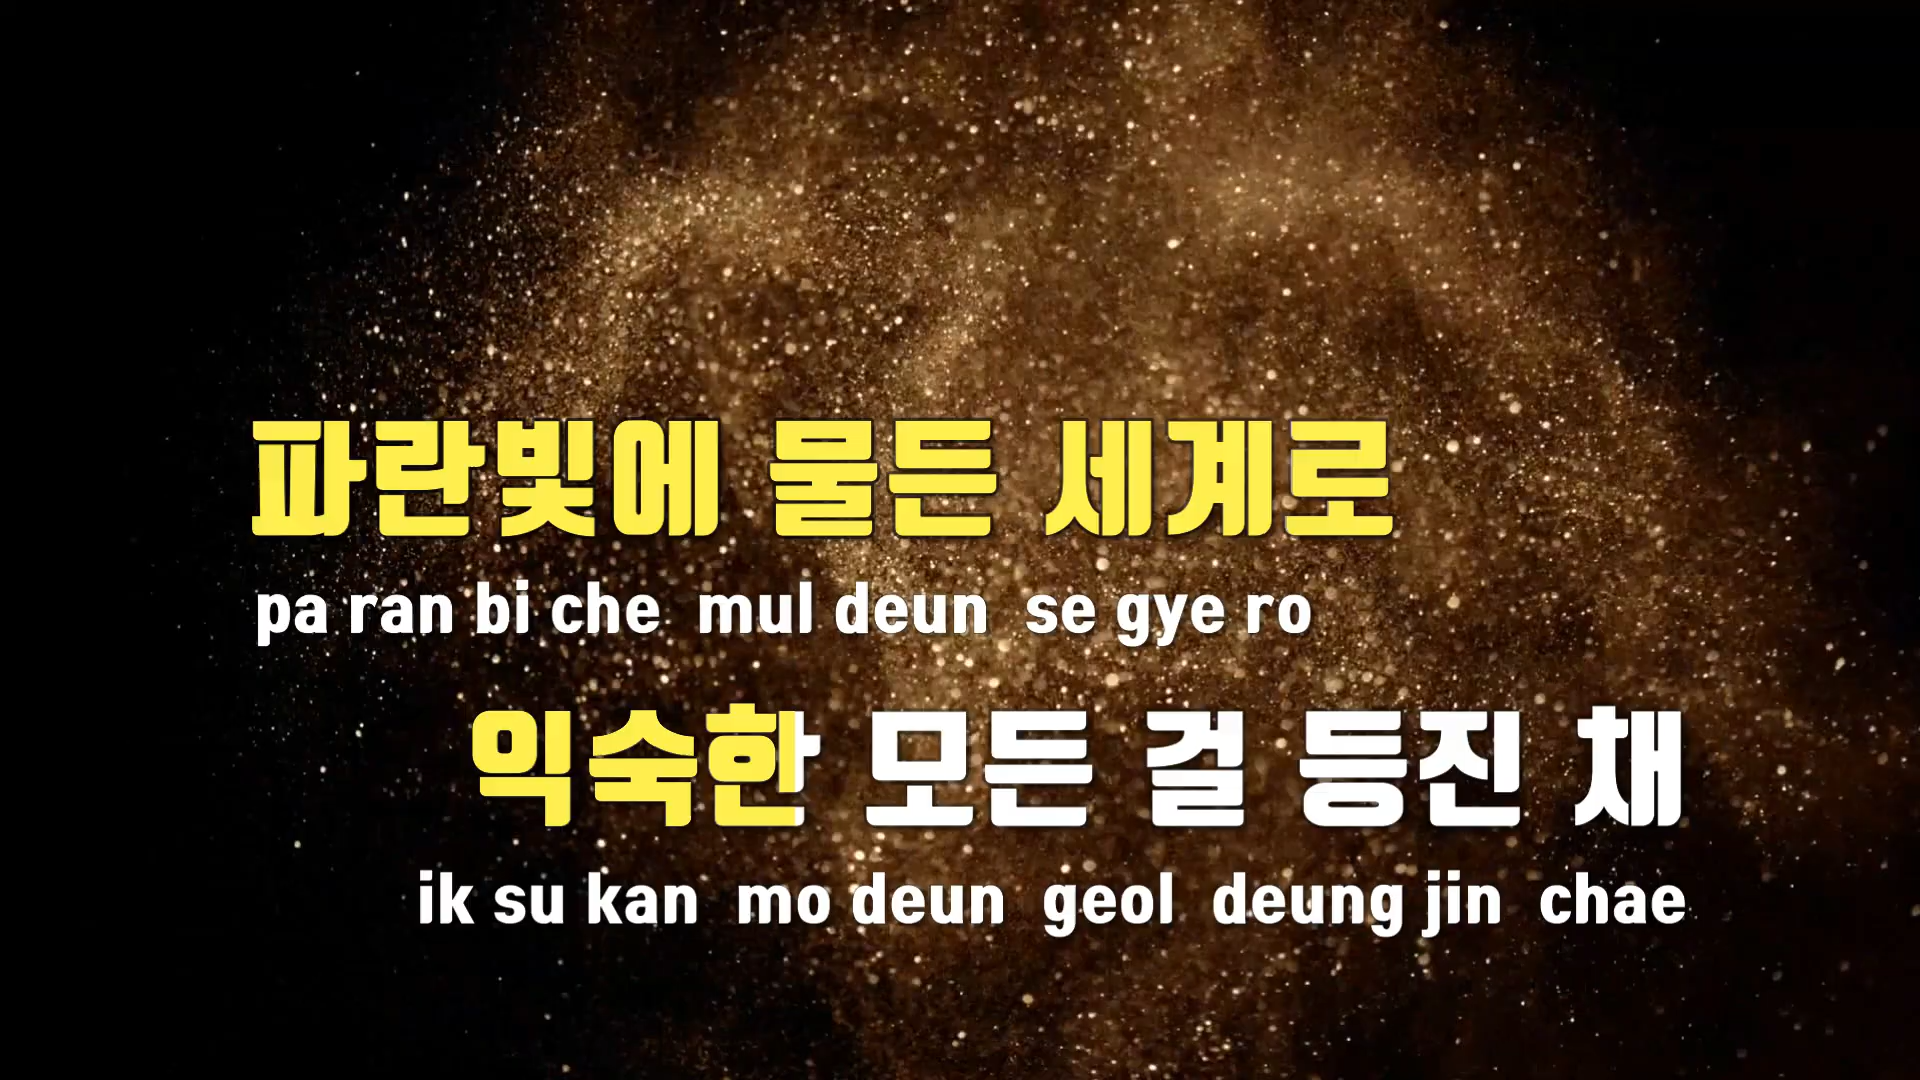 파란빛에 물든 세계로
pa ran bi che mul deun se gye ro
익숙한 모든 걸 등진 채
ik su kan mo deun geol deung jin chae